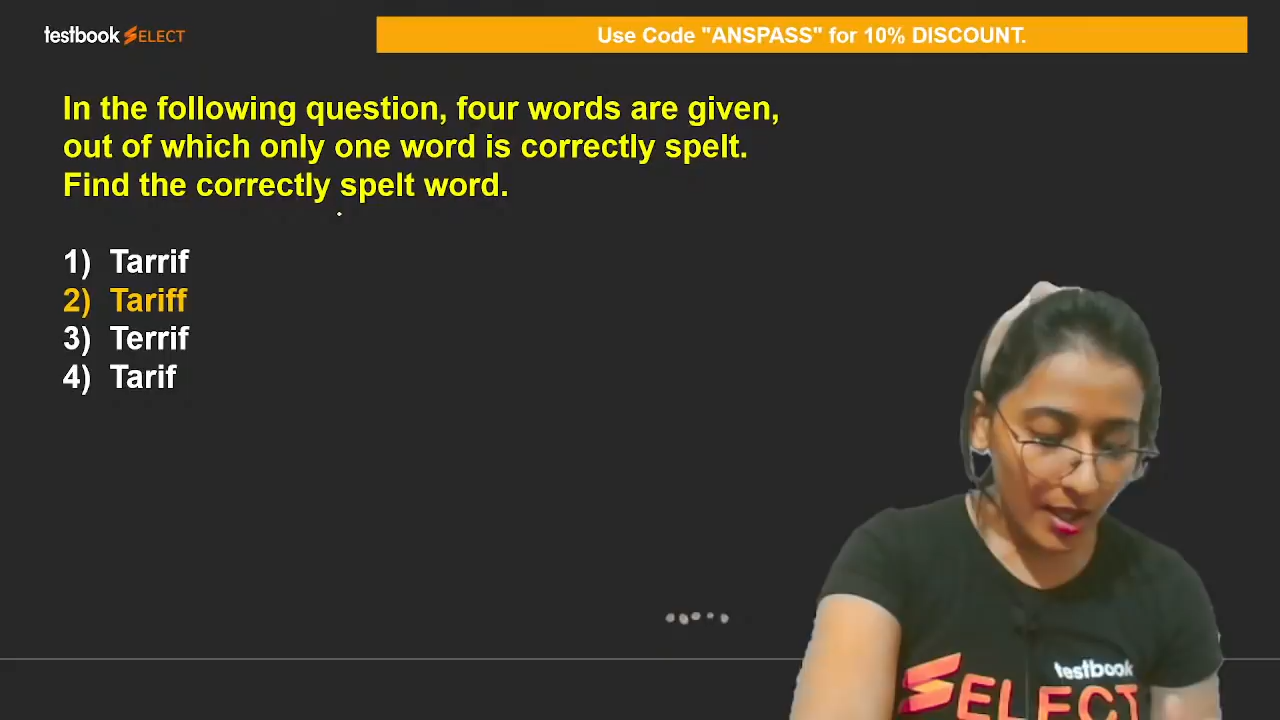 testbook SELECT
Use Code "ANSPASS" for 10% DISCOUNT.
In the following question, four words are given,
out of which only one word is correctly spelt.
Find the correctly spelt word.
1) Tarrif
2) Tariff
3) Terrif
4) Tarif
testbook
SELECT